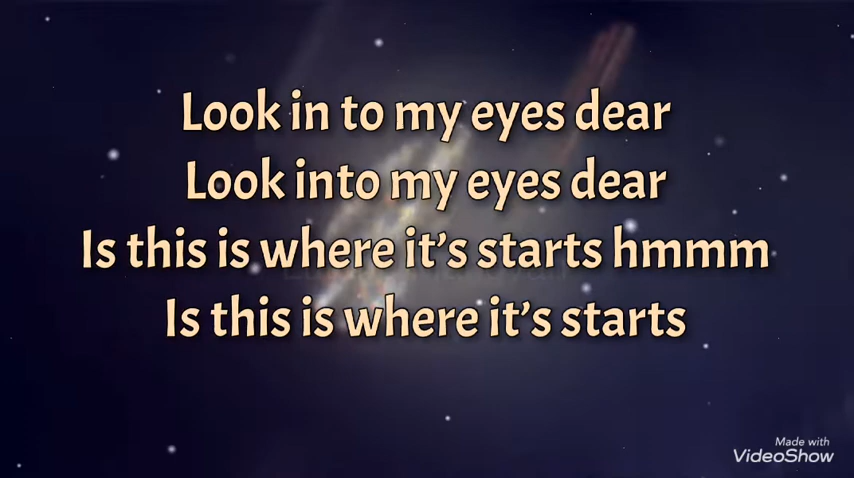 Look in to my eyes dear
Look into my eyes dear
Is this is where it’s starts hmmm
Is this is where it’s starts
Made with
VideoShow